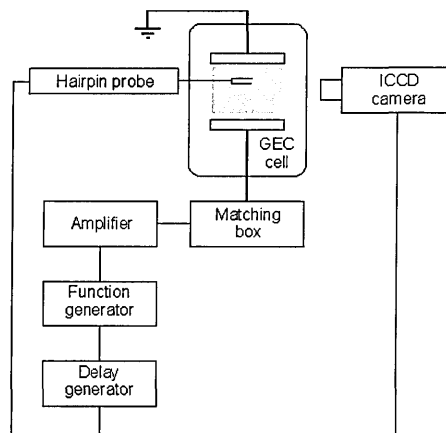 Hairpin probe
ICCD
camera
GEC
cell
Amplifier
Matching
box
Function
generator
Delay
generator